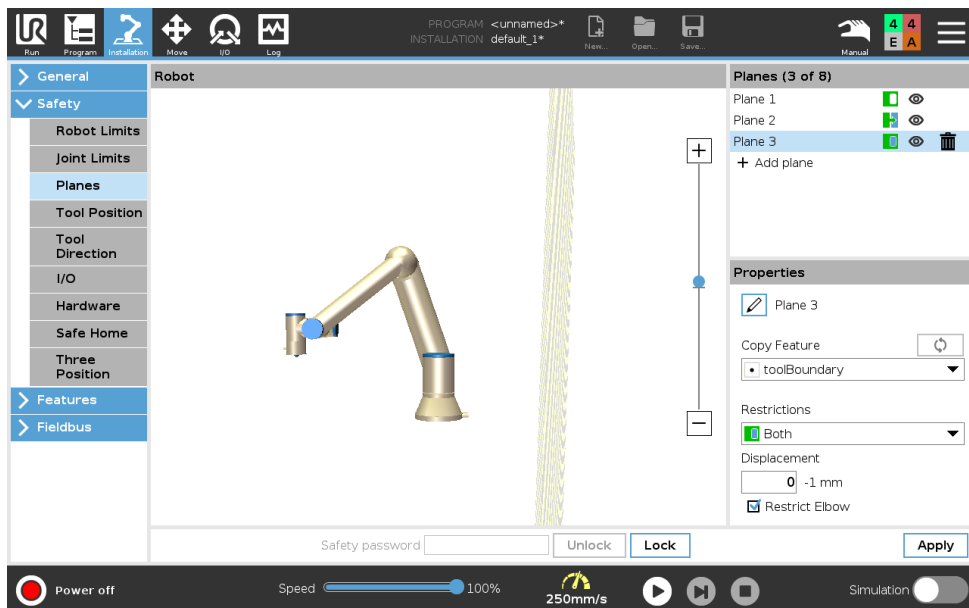 PROGRAM <unnamed>*
INSTALLATION default_1*
Run
Program
Installation
Move
I/O
Log
New...
Open...
Save...
Manual
4 4
E A
General
Safety
Robot Limits
Joint Limits
Planes
Tool Position
Tool
Direction
I/O
Hardware
Safe Home
Three
Position
Features
Fieldbus
Robot
Planes (3 of 8)
Plane 1
Plane 2
Plane 3
+ Add plane
Properties
Plane 3
Copy Feature
toolBoundary
Restrictions
Both
Displacement
0 -1 mm
Restrict Elbow
Safety password
Unlock
Lock
Apply
Power off
Speed
100%
250mm/s
Simulation